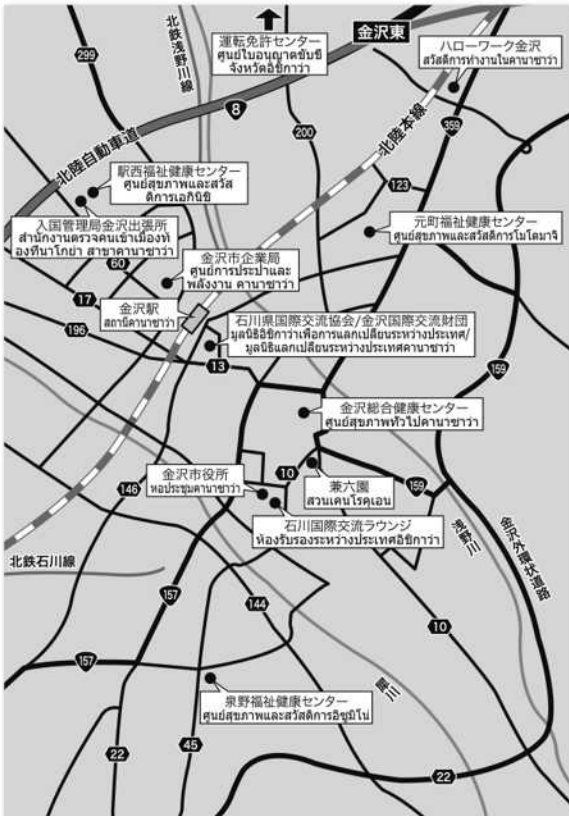 金沢東
運転免許センター
ศูนย์ใบอนุญาตขับขี่
จังหวัดอิชิกาว่า
ハローワーク金沢
สวัสดิการทำงานในคานาซาว่า
北鉄浅野川線
299
8
200
359
北陸自動車道
北陸本線
123
駅西福祉健康センター
ศูนย์สุขภาพและสวัส
ดิการเอกินิชิ
入国管理局金沢出張所
สำนักงานตรวจคนเข้าเมืองท้
องที่นาโกย่า สาขาคานาซาว่า
元町福祉健康センター
ศูนย์สุขภาพและสวัสดิการโมโตมาจิ
60
金沢市企業局
ศูนย์การประปาและ
พลังงาน คานาซาว่า
17
金沢駅
สถานีคานาซาว่า
196
石川県国際交流協会/金沢国際交流財団
มูลนิธิอิชิกาว่าเพื่อการแลกเปลี่ยนระหว่างประเทศ/
มูลนิธิแลกเปลี่ยนระหว่างประเทศคานาซาว่า
13
159
金沢総合健康センター
ศูนย์สุขภาพทั่วไปคานาซาว่า
146
金沢市役所
หอประชุมคานาซาว่า
10
兼六園
สวนเคนโรคุเอน
159
石川国際交流ラウンジ
ห้องรับรองระหว่างประเทศอิชิกาว่า
浅野川
金沢外環状道路
北鉄石川線
157
144
10
157
泉野福祉健康センター
ศูนย์สุขภาพและสวัสดิการอิซุมิโน่
犀川
22
45
22